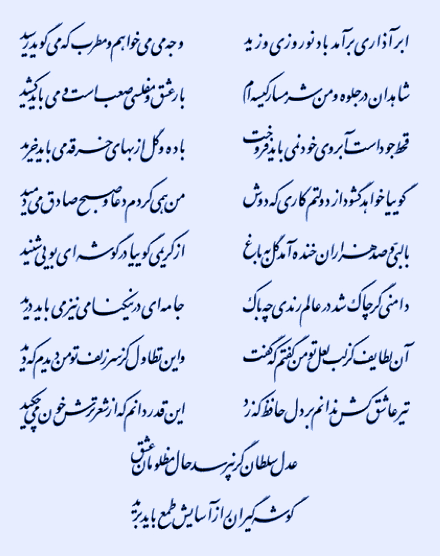 ابر آذاری برآمد باد نوروزی وزید وجه می می‌خواهم و مطرب که می‌گوید رسید
شاهدان در جلوه و من شرمسار کیسه‌ام بار عشق و مفلسی صعب است و می باید کشید
قحط جود است آبروی خود نمی باید فروخت باده و گل از بهای خرقه می باید خرید
گوییا خواهد گشود از دولتم کاری که دوش من همی کردم دعا و صبح صادق می دمید
با لبی و صد هزاران خنده آمد گل به باغ از کریمی گوییا در گوشه ای بویی شنید
دامنی گر چاک شد در عالم رندی چه باک جامه ای در نیکنامی نیز می باید درید
آن لطایف کز لب لعل تو من گفتم که گفت واین تطاول کز سر زلف تو من دیدم که دید
تیر عاشق کش ندانم بر دل حافظ که زد این قدر دانم که از شعر ترش خون می چکید
عدل سلطان گر نپرسد حال مظلومان عشق
گوشه گیران را ز آسایش طمع باید برید